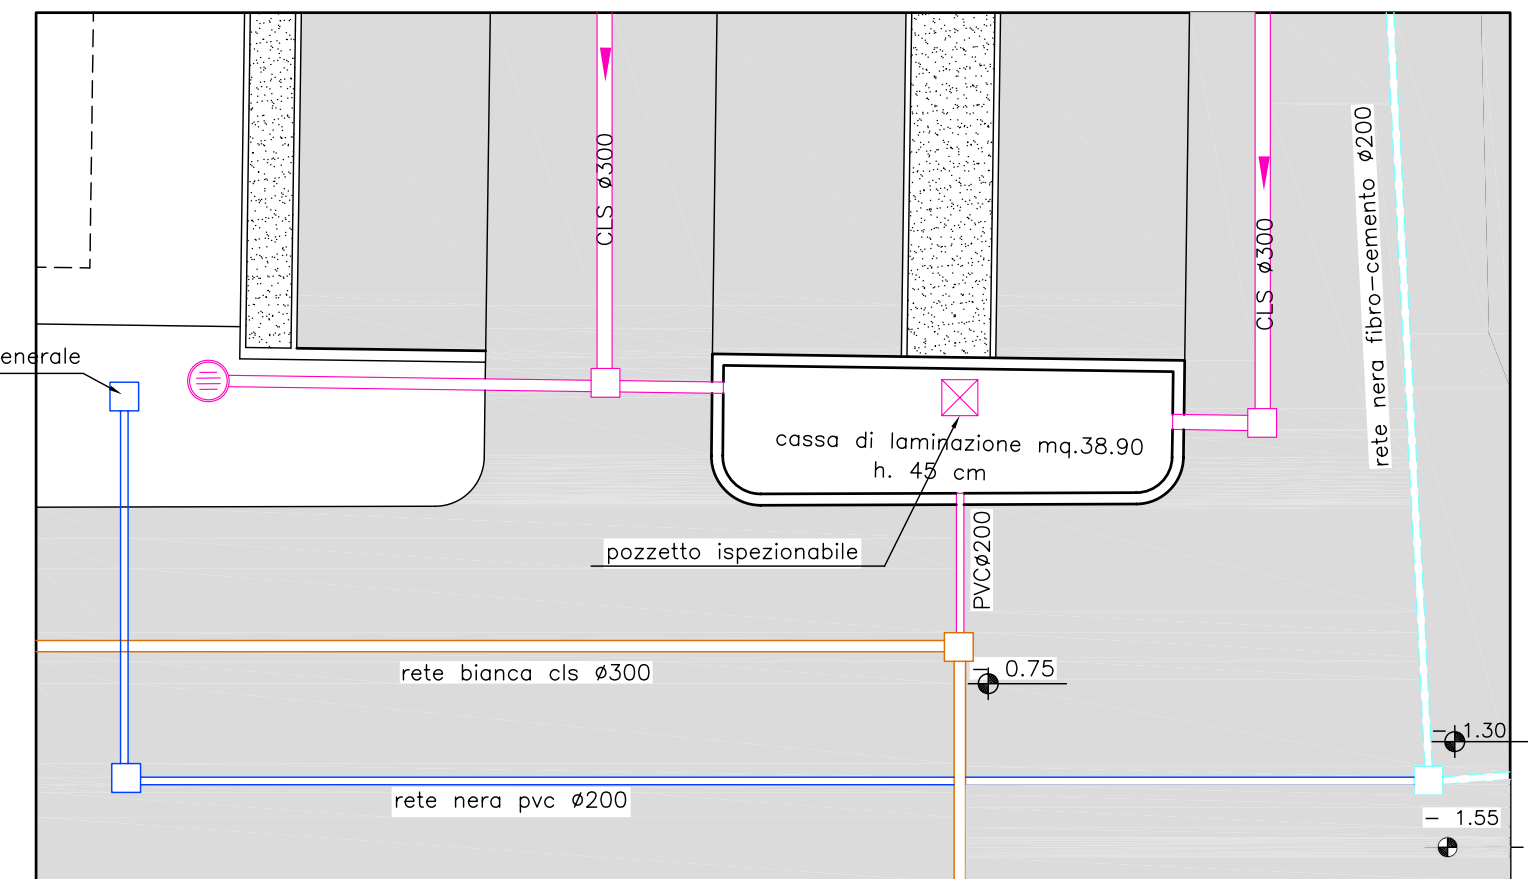 CLS ø300
CLS ø300
rete nera fibro-cemento ø200
enerale
cassa di laminazione mq.38.90
h. 45 cm
pozzetto ispezionabile
PVCø200
rete bianca cls ø300
- 0.75
- 1.30
rete nera pvc ø200
- 1.55